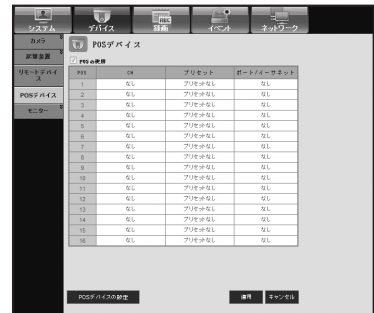 システム デバイス 録画 イベント ネットワーク
カメラ
記憶装置
リモートデバイス
POSデバイス
モニター
POSデバイス
POSの使用
POS CH プリセット ポート/イーサネット
1 なし プリセットなし なし
2 なし プリセットなし なし
3 なし プリセットなし なし
4 なし プリセットなし なし
5 なし プリセットなし なし
6 なし プリセットなし なし
7 なし プリセットなし なし
8 なし プリセットなし なし
9 なし プリセットなし なし
10 なし プリセットなし なし
11 なし プリセットなし なし
12 なし プリセットなし なし
13 なし プリセットなし なし
14 なし プリセットなし なし
15 なし プリセットなし なし
16 なし プリセットなし なし
POSデバイスの設定 適用 キャンセル